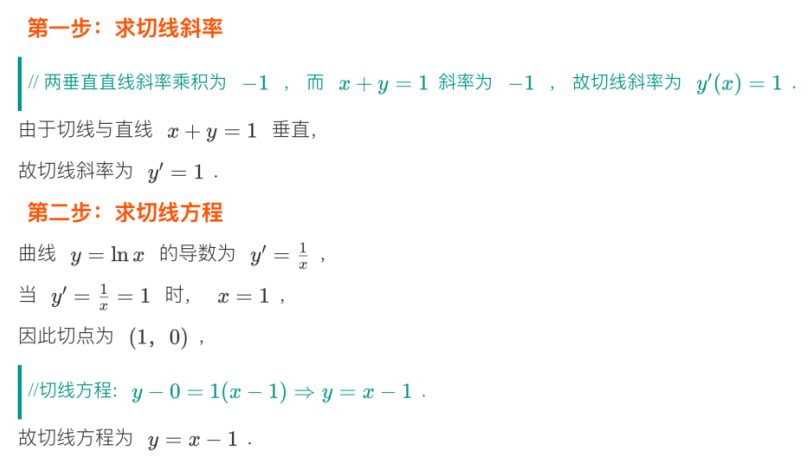 第一步：求切线斜率
// 两垂直直线斜率乘积为 −1 ， 而 x + y = 1 斜率为 −1 ， 故切线斜率为 y′(x) = 1 ．
由于切线与直线 x + y = 1 垂直，
故切线斜率为 y′ = 1 ．
第二步：求切线方程
曲线 y = ln x 的导数为 y′ = 1/x ，
当 y′ = 1/x = 1 时， x = 1 ，
因此切点为 (1，0) ，
//切线方程: y − 0 = 1(x − 1) ⇒ y = x − 1 ．
故切线方程为 y = x − 1 ．